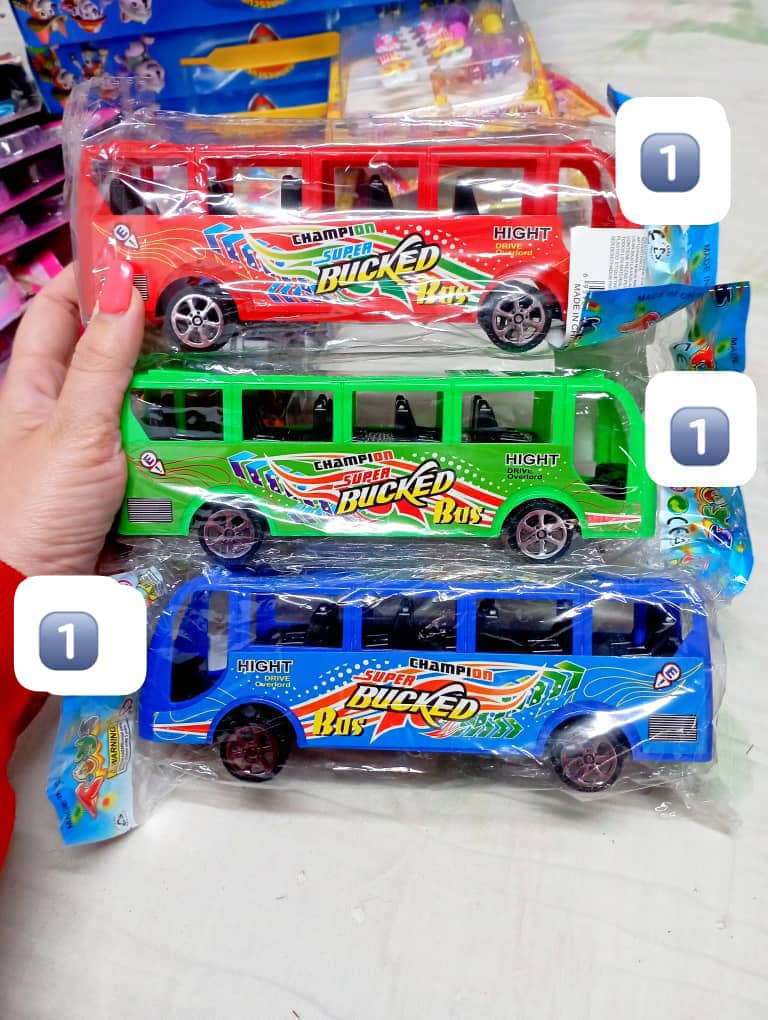 1
CHAMPION
HIGHT
SUPER
DRIVE
Overlord
BUCKED
Bus
MADE IN CHINA
1
CHAMPION
HIGHT
SUPER
DRIVE
Overlord
BUCKED
Bus
1
HIGHT
CHAMPION
DRIVE
Overlord
SUPER
BUCKED
Bus
WARNING